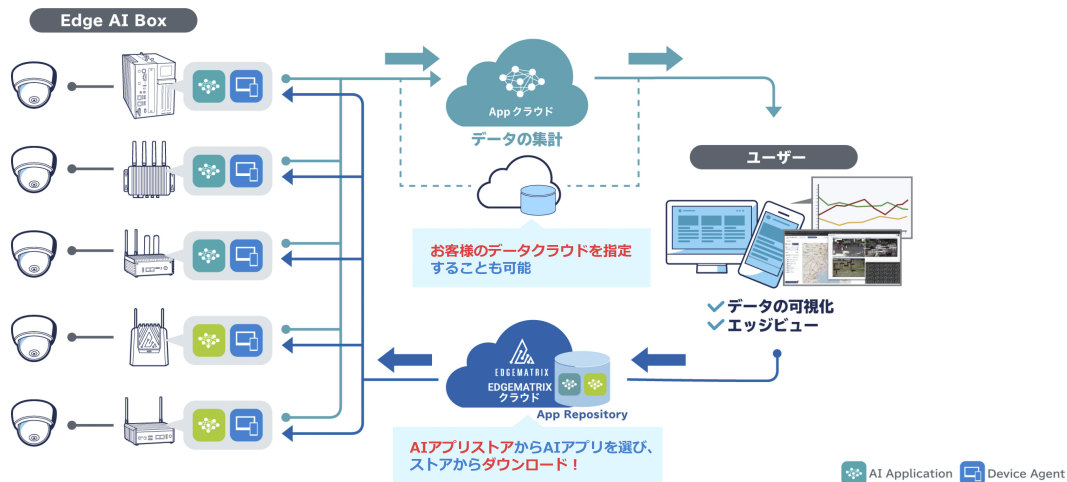 Edge AI Box
Appクラウド
データの集計
お客様のデータクラウドを指定
することも可能
ユーザー
データの可視化
エッジビュー
EDGEMATRIX
EDGEMATRIX
クラウド
App Repository
AIアプリストアからAIアプリを選び、
ストアからダウンロード！
AI Application
Device Agent